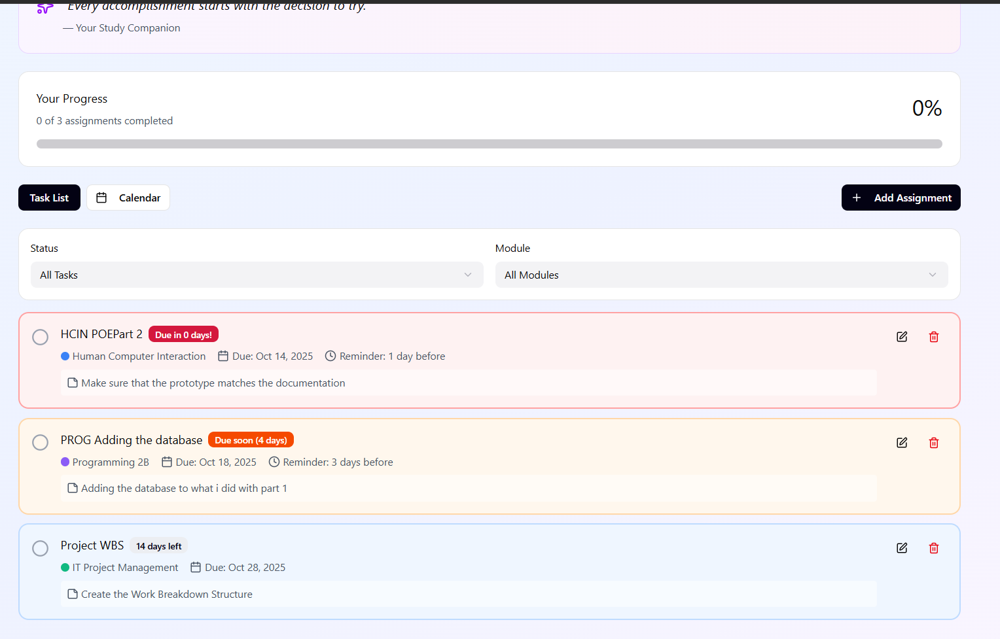 Every accomplishment starts with the decision to try.
— Your Study Companion
Your Progress
0 of 3 assignments completed
0%
Task List
Calendar
+ Add Assignment
Status
Module
All Tasks
All Modules
HCIN POEPart 2 Due in 0 days!
Human Computer Interaction Due: Oct 14, 2025 Reminder: 1 day before
Make sure that the prototype matches the documentation
PROG Adding the database Due soon (4 days)
Programming 2B Due: Oct 18, 2025 Reminder: 3 days before
Adding the database to what i did with part 1
Project WBS 14 days left
IT Project Management Due: Oct 28, 2025
Create the Work Breakdown Structure